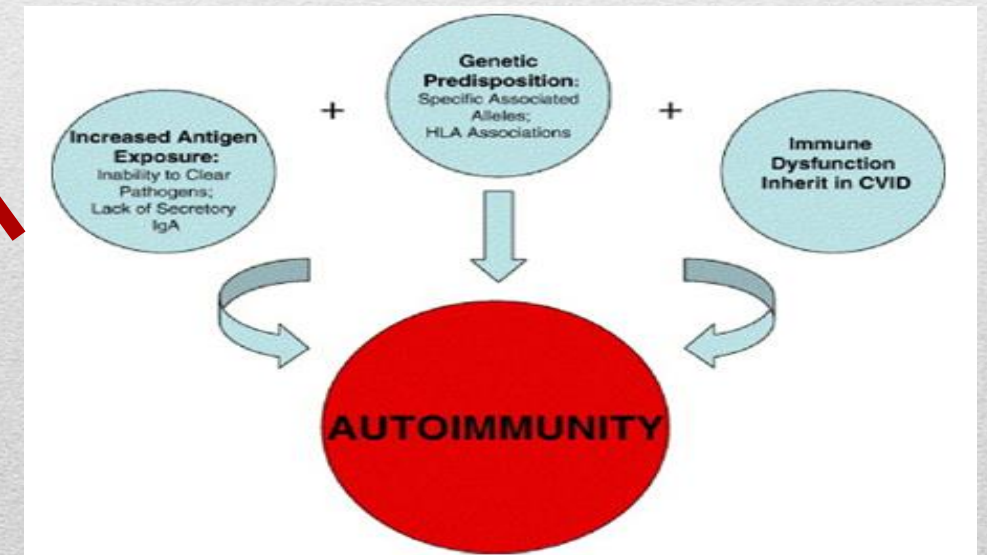 Increased Antigen
Exposure:
Inability to Clear
Pathogens;
Lack of Secretory
IgA
+
Genetic
Predisposition:
Specific Associated
Alleles;
HLA Associations
+
Immune
Dysfunction
Inherit in CVID
AUTOIMMUNITY